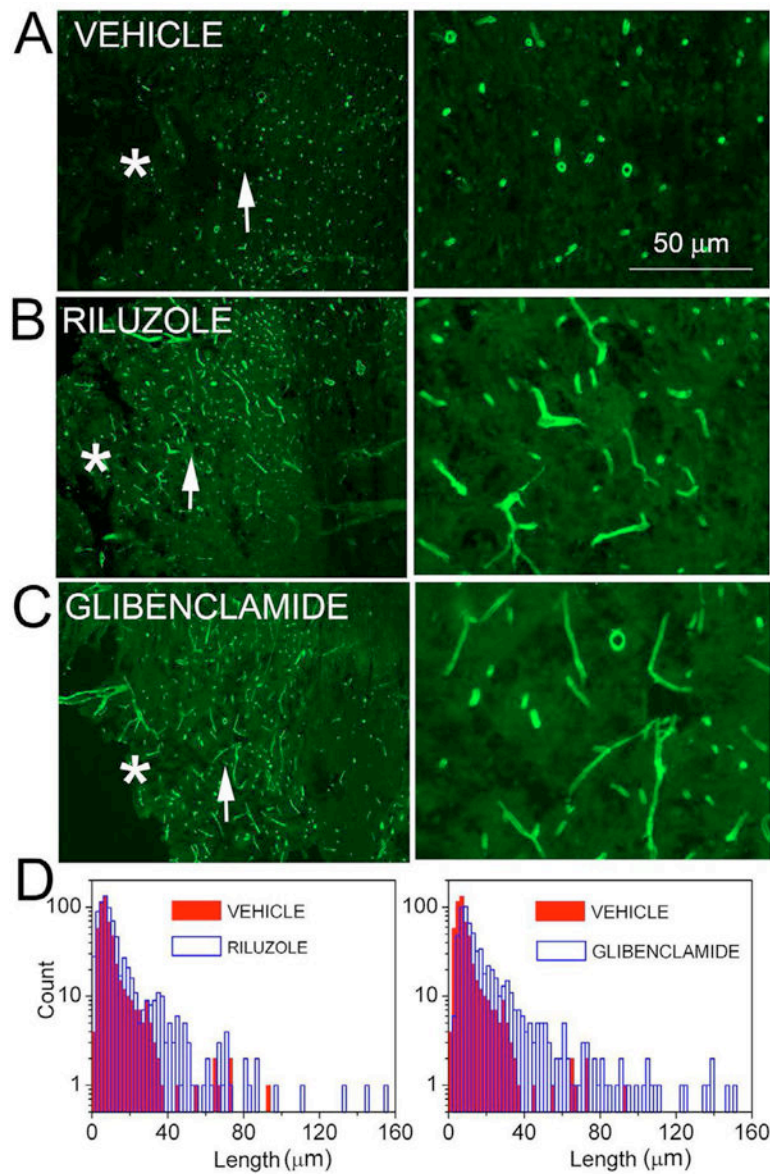 A VEHICLE
50 μm
B RILUZOLE
C GLIBENCLAMIDE
D
100
10
1
Count
VEHICLE
RILUZOLE
0 40 80 120 160
Length (μm)
100
10
1
VEHICLE
GLIBENCLAMIDE
0 40 80 120 160
Length (μm)